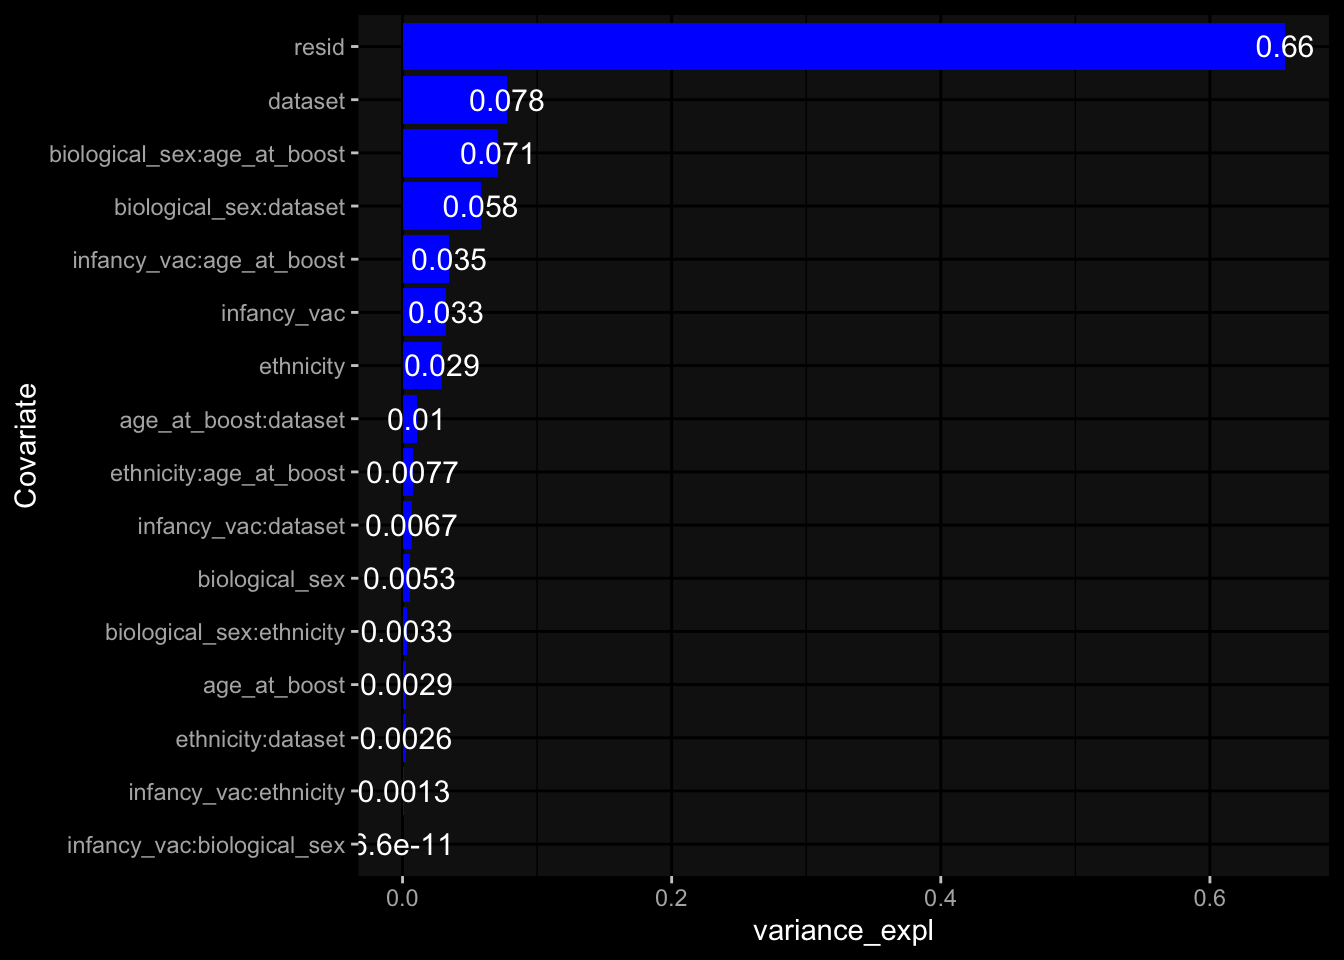 resid 0.66
dataset 0.078
biological_sex:age_at_boost 0.071
biological_sex:dataset 0.058
infancy_vac:age_at_boost 0.035
infancy_vac 0.033
ethnicity 0.029
age_at_boost:dataset 0.01
ethnicity:age_at_boost 0.0077
infancy_vac:dataset 0.0067
biological_sex 0.0053
biological_sex:ethnicity 0.0033
age_at_boost 0.0029
ethnicity:dataset 0.0026
infancy_vac:ethnicity 0.0013
infancy_vac:biological_sex 6.6e-11
Covariate
0.0 0.2 0.4 0.6
variance_expl